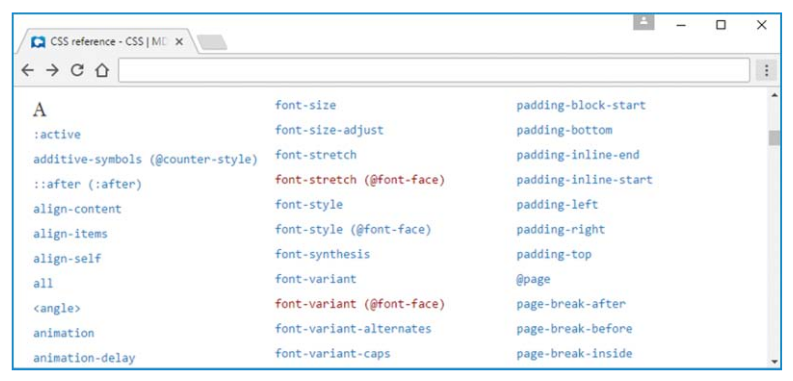 CSS reference - CSS | MD
A
:active
additive-symbols (@counter-style)
::after (:after)
align-content
align-items
align-self
all
<angle>
animation
animation-delay
font-size
font-size-adjust
font-stretch
font-stretch (@font-face)
font-style
font-style (@font-face)
font-synthesis
font-variant
font-variant (@font-face)
font-variant-alternates
font-variant-caps
padding-block-start
padding-bottom
padding-inline-end
padding-inline-start
padding-left
padding-right
padding-top
@page
page-break-after
page-break-before
page-break-inside